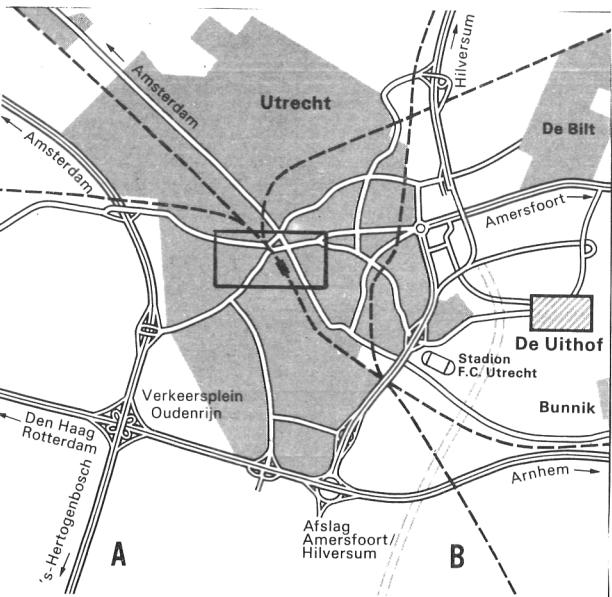 Hilversum
Amsterdam
Utrecht
De Bilt
Amsterdam
Amersfoort
De Uithof
Stadion
F.C. Utrecht
Verkeersplein
Oudenrijn
Bunnik
Den Haag
Rotterdam
Arnhem
's-Hertogenbosch
Afslag
Amersfoort/
Hilversum
A
B